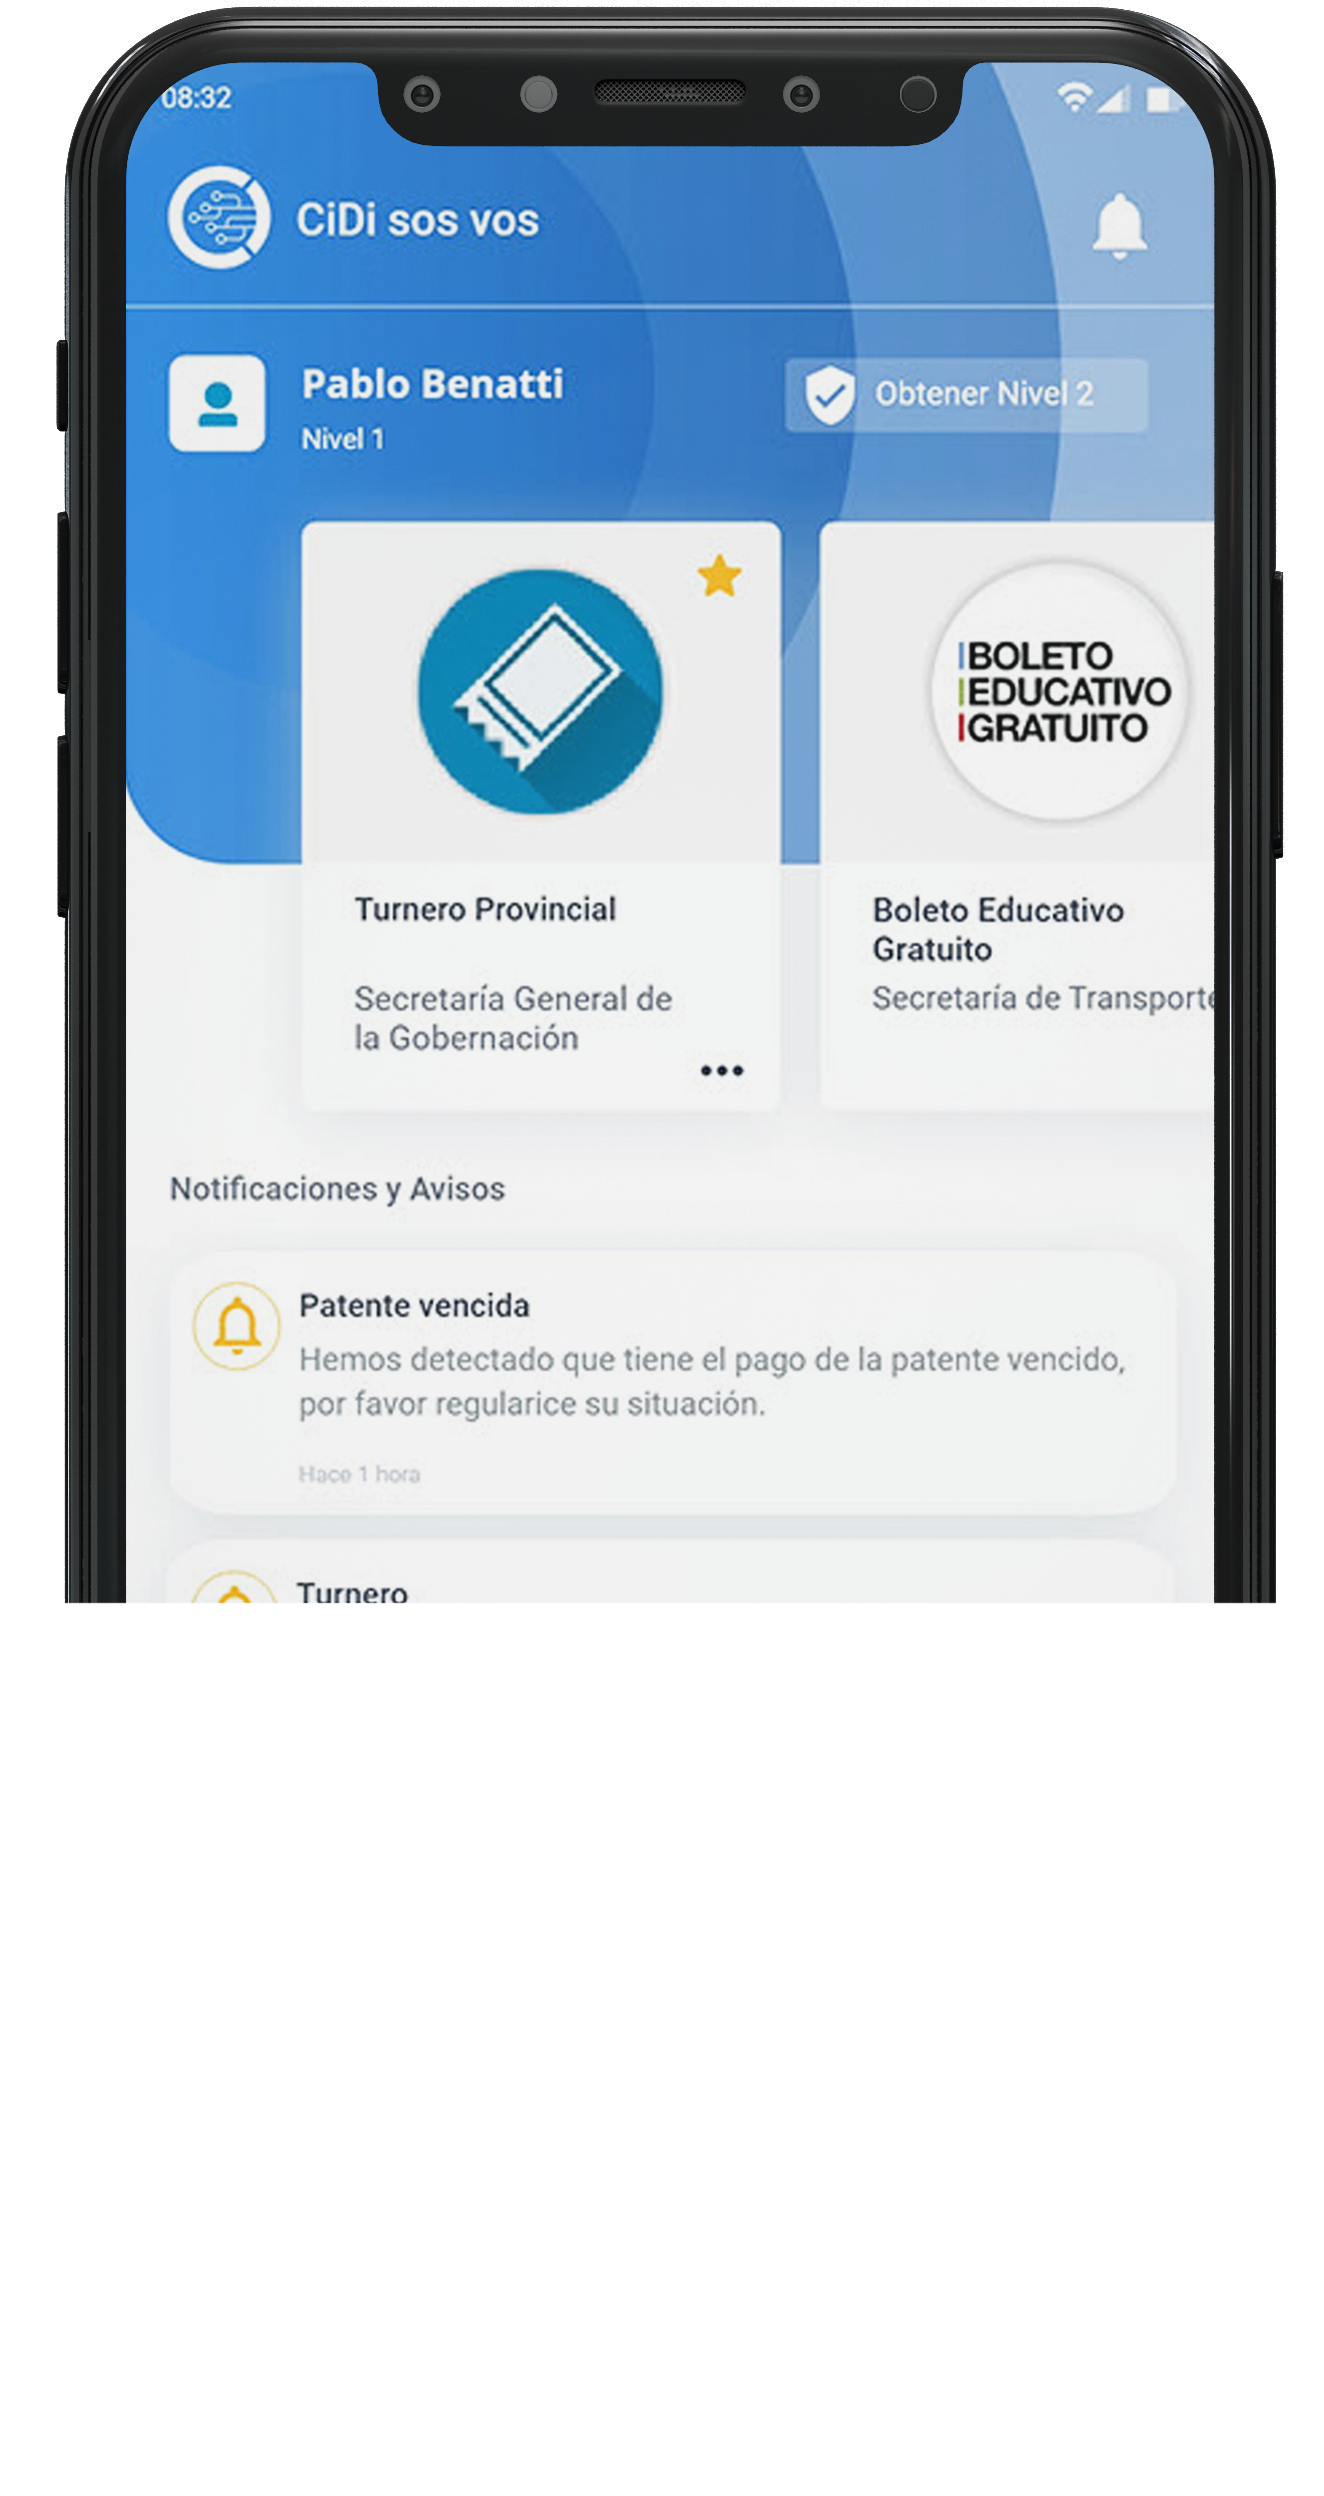 08:32
CiDi sos vos
Pablo Benatti
Nivel 1
Obtener Nivel 2
BOLETO
EDUCATIVO
GRATUITO
Turnero Provincial
Secretaría General de
la Gobernación
Boleto Educativo
Gratuito
Secretaría de Transporte
Notificaciones y Avisos
Patente vencida
Hemos detectado que tiene el pago de la patente vencido,
por favor regularice su situación.
Hace 1 hora
Turnero